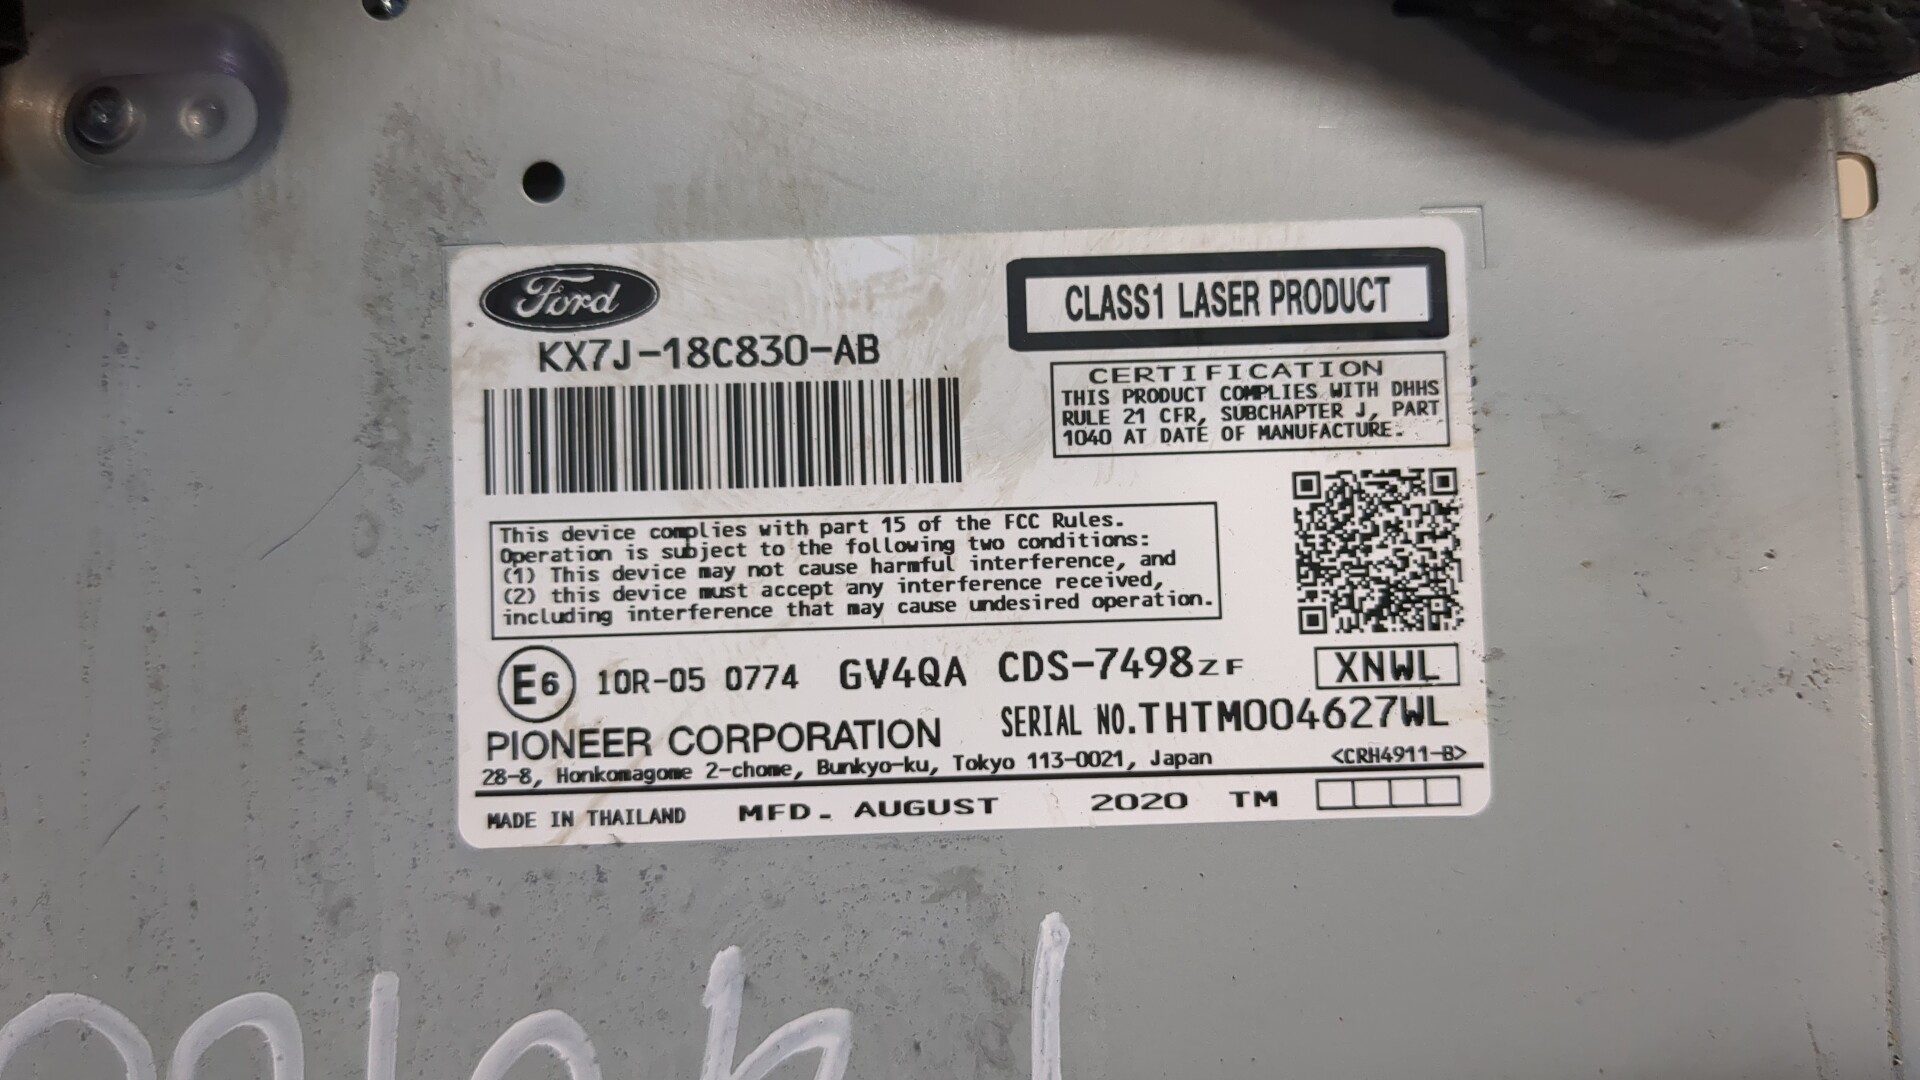 Ford
KX7J-18C830-AB
CLASS1 LASER PRODUCT
CERTIFICATION
THIS PRODUCT COMPLIES WITH DHHS
RULE 21 CFR, SUBCHAPTER J, PART
1040 AT DATE OF MANUFACTURE.
This device complies with part 15 of the FCC Rules.
Operation is subject to the following two conditions:
(1) This device may not cause harmful interference, and
(2) this device must accept any interference received,
including interference that may cause undesired operation.
E6 10R-05 0774 GV4QA CDS-7498ZF XNWL
PIONEER CORPORATION SERIAL NO.THTM004627WL
28-8, Honkomagome 2-chome, Bunkyo-ku, Tokyo 113-0021, Japan <CRH4911-B>
MADE IN THAILAND MFD. AUGUST 2020 TM